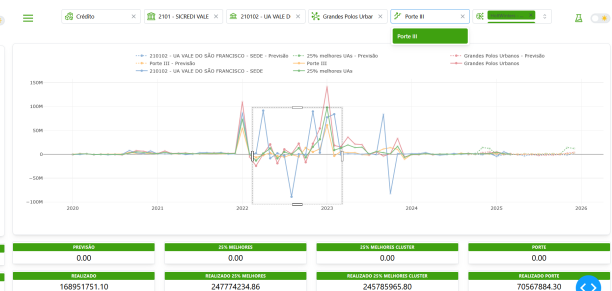 Crédito ×
2101 - SICREDI VALE ×
210102 - UA VALE D ×
Grandes Polos Urbar ×
Porte III ×
Porte III
210102 - UA VALE DO SÃO FRANCISCO - SEDE - Previsão
25% melhores UAs - Previsão
Grandes Polos Urbanos - Previsão
Porte III - Previsão
Porte III
Grandes Polos Urbanos
210102 - UA VALE DO SÃO FRANCISCO - SEDE
25% melhores UAs
150M
100M
50M
0
−50M
−100M
2020 2021 2022 2023 2024 2025 2026
PREVISÃO 25% MELHORES 25% MELHORES CLUSTER PORTE
0.00 0.00 0.00 0.00
REALIZADO REALIZADO 25% MELHORES REALIZADO 25% MELHORES CLUSTER REALIZADO PORTE
168951751.10 247774234.86 245785965.80 70567884.30